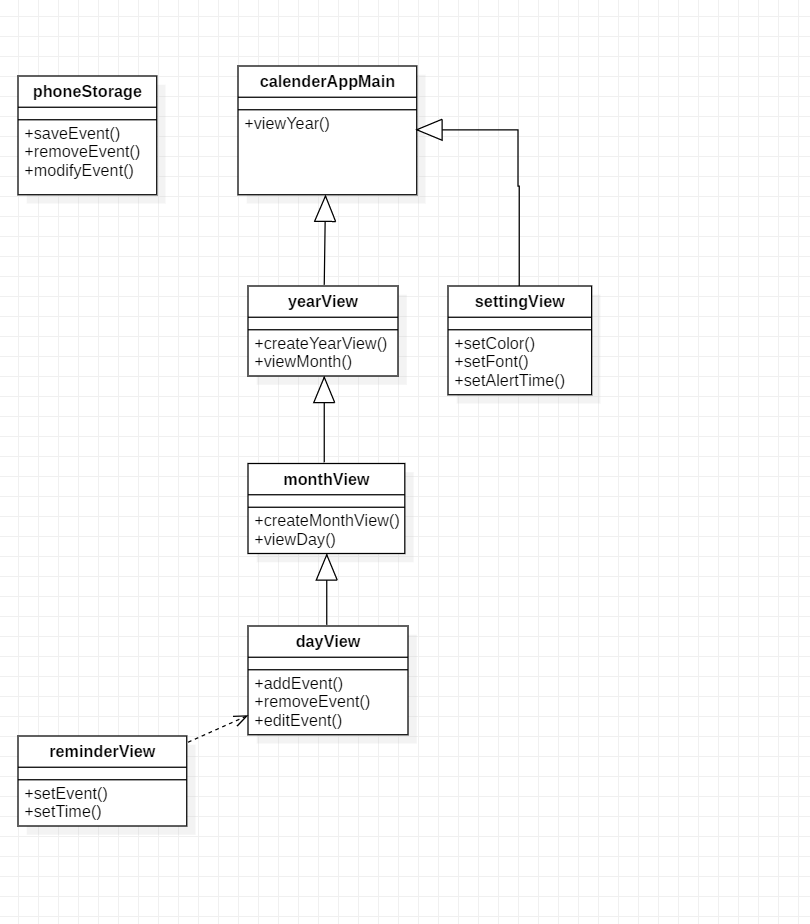 phoneStorage
+saveEvent()
+removeEvent()
+modifyEvent()
calenderAppMain
+viewYear()
yearView
+createYearView()
+viewMonth()
settingView
+setColor()
+setFont()
+setAlertTime()
monthView
+createMonthView()
+viewDay()
dayView
+addEvent()
+removeEvent()
+editEvent()
reminderView
+setEvent()
+setTime()